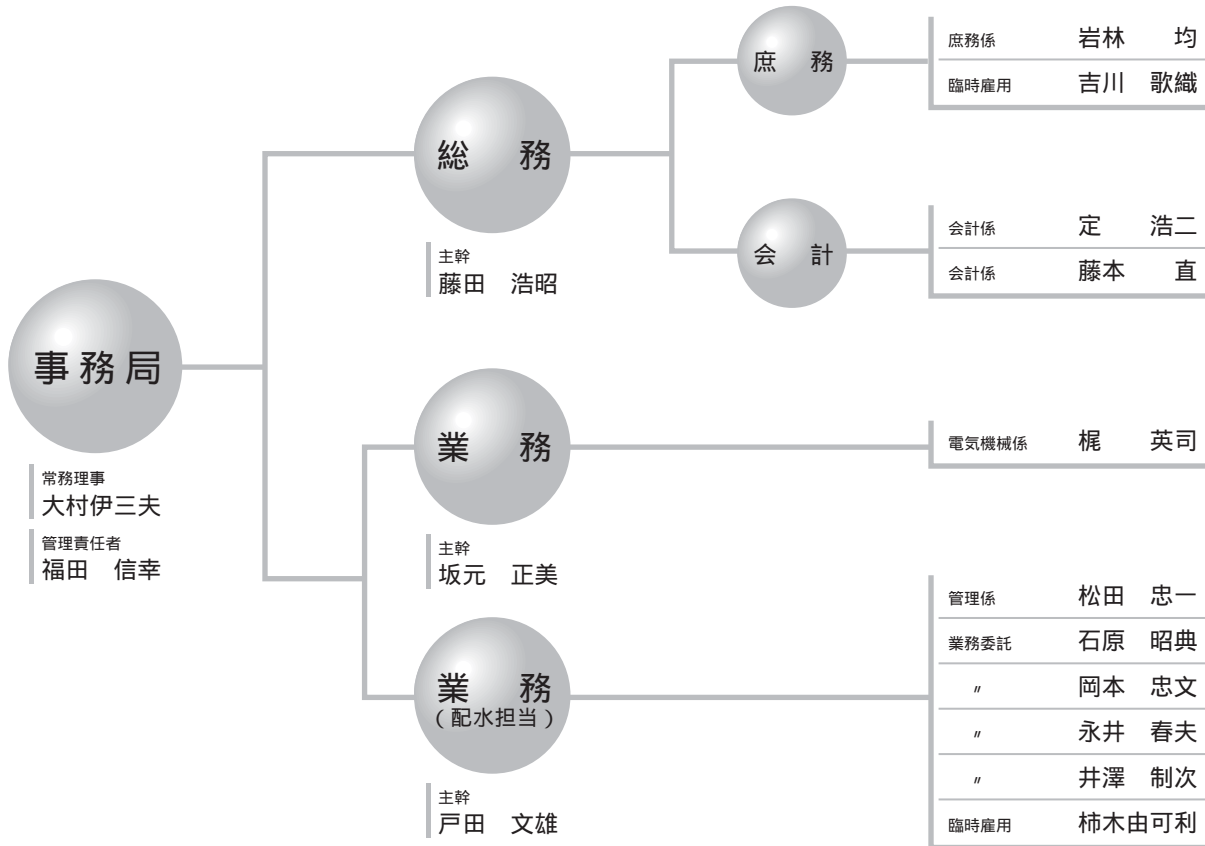 事務局
常務理事
大村伊三夫
管理責任者
福田　信幸
総　務
主幹
藤田　浩昭
庶　務
庶務係　岩林　均
臨時雇用　吉川　歌織
会　計
会計係　定　浩二
会計係　藤本　直
業　務
主幹
坂元　正美
電気機械係　梶　英司
業　務
（配水担当）
主幹
戸田　文雄
管理係　松田　忠一
業務委託　石原　昭典
〃　岡本　忠文
〃　永井　春夫
〃　井澤　制次
臨時雇用　柿木由可利